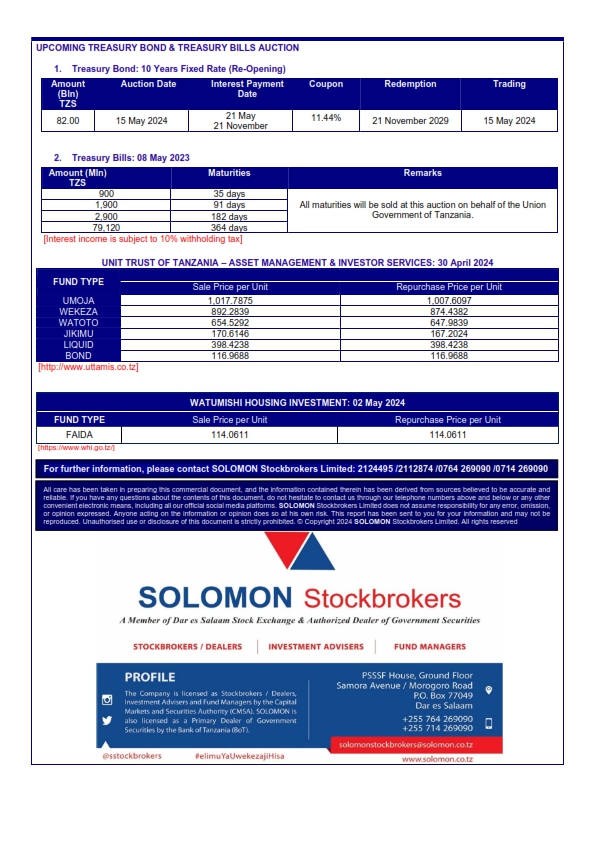 UPCOMING TREASURY BOND & TREASURY BILLS AUCTION
1. Treasury Bond: 10 Years Fixed Rate (Re-Opening)
Amount (Bln) TZS Auction Date Interest Payment Date Coupon Redemption Trading
82.00 15 May 2024 21 May 21 November 11.44% 21 November 2029 15 May 2024
2. Treasury Bills: 08 May 2023
Amount (Mln) TZS Maturities Remarks
900 35 days
1,900 91 days
2,900 182 days
79,120 364 days
All maturities will be sold at this auction on behalf of the Union
Government of Tanzania.
[Interest income is subject to 10% withholding tax]
UNIT TRUST OF TANZANIA – ASSET MANAGEMENT & INVESTOR SERVICES: 30 April 2024
FUND TYPE Sale Price per Unit Repurchase Price per Unit
UMOJA 1,017.7875 1,007.6097
WEKEZA 892.2839 874.4382
WATOTO 654.5292 647.9839
JIKIMU 170.6146 167.2024
LIQUID 398.4238 398.4238
BOND 116.9688 116.9688
[http://www.uttamis.co.tz]
WATUMISHI HOUSING INVESTMENT: 02 May 2024
FUND TYPE Sale Price per Unit Repurchase Price per Unit
FAIDA 114.0611 114.0611
[https://www.whi.go.tz/]
For further information, please contact SOLOMON Stockbrokers Limited: 2124495 /2112874 /0764 269090 /0714 269090
All care has been taken in preparing this commercial document, and the information contained therein has been derived from sources believed to be accurate and
reliable. If you have any questions about the contents of this document, do not hesitate to contact us through our telephone numbers above and below or any other
convenient electronic means, including all our official social media platforms. SOLOMON Stockbrokers Limited does not assume responsibility for any error, omission,
or opinion expressed. Anyone acting on the information or opinion does so at his own risk. This report has been sent to you for your information and may not be
reproduced. Unauthorised use or disclosure of this document is strictly prohibited. © Copyright 2024 SOLOMON Stockbrokers Limited. All rights reserved
SOLOMON Stockbrokers
A Member of Dar es Salaam Stock Exchange & Authorized Dealer of Government Securities
STOCKBROKERS / DEALERS | INVESTMENT ADVISERS | FUND MANAGERS
PROFILE
The Company is licensed as Stockbrokers / Dealers,
Investment Advisers and Fund Managers by the Capital
Markets and Securities Authority (CMSA). SOLOMON is
also licensed as a Primary Dealer of Government
Securities by the Bank of Tanzania (BoT).
PSSSF House, Ground Floor
Samora Avenue / Morogoro Road
P.O. Box 77049
Dar es Salaam
+255 764 269090
+255 714 269090
solomonstockbrokers@solomon.co.tz
@sstockbrokers #elimuYaUwekezajiHisa www.solomon.co.tz